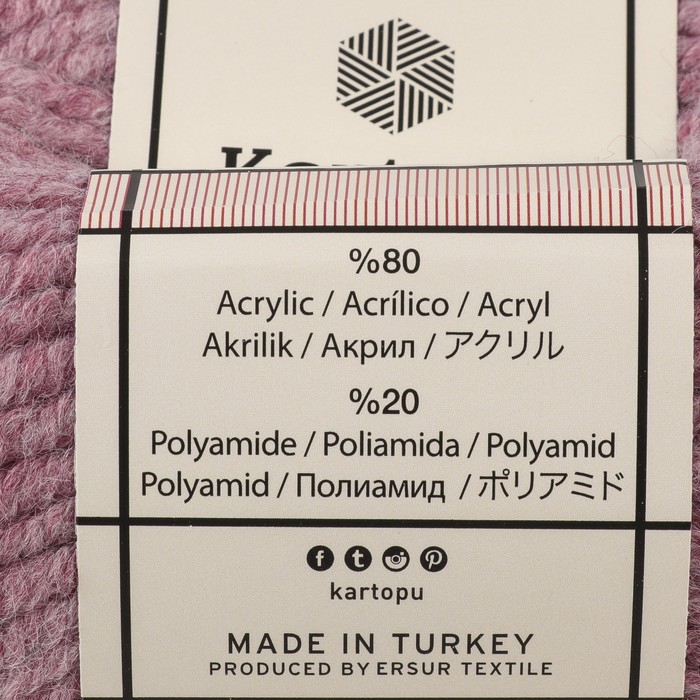 %80
Acrylic / Acrílico / Acryl
Akrilik / Акрил / アクリル
%20
Polyamide / Poliamida / Polyamid
Polyamid / Полиамид / ポリアミド
kartopu
MADE IN TURKEY
PRODUCED BY ERSUR TEXTILE